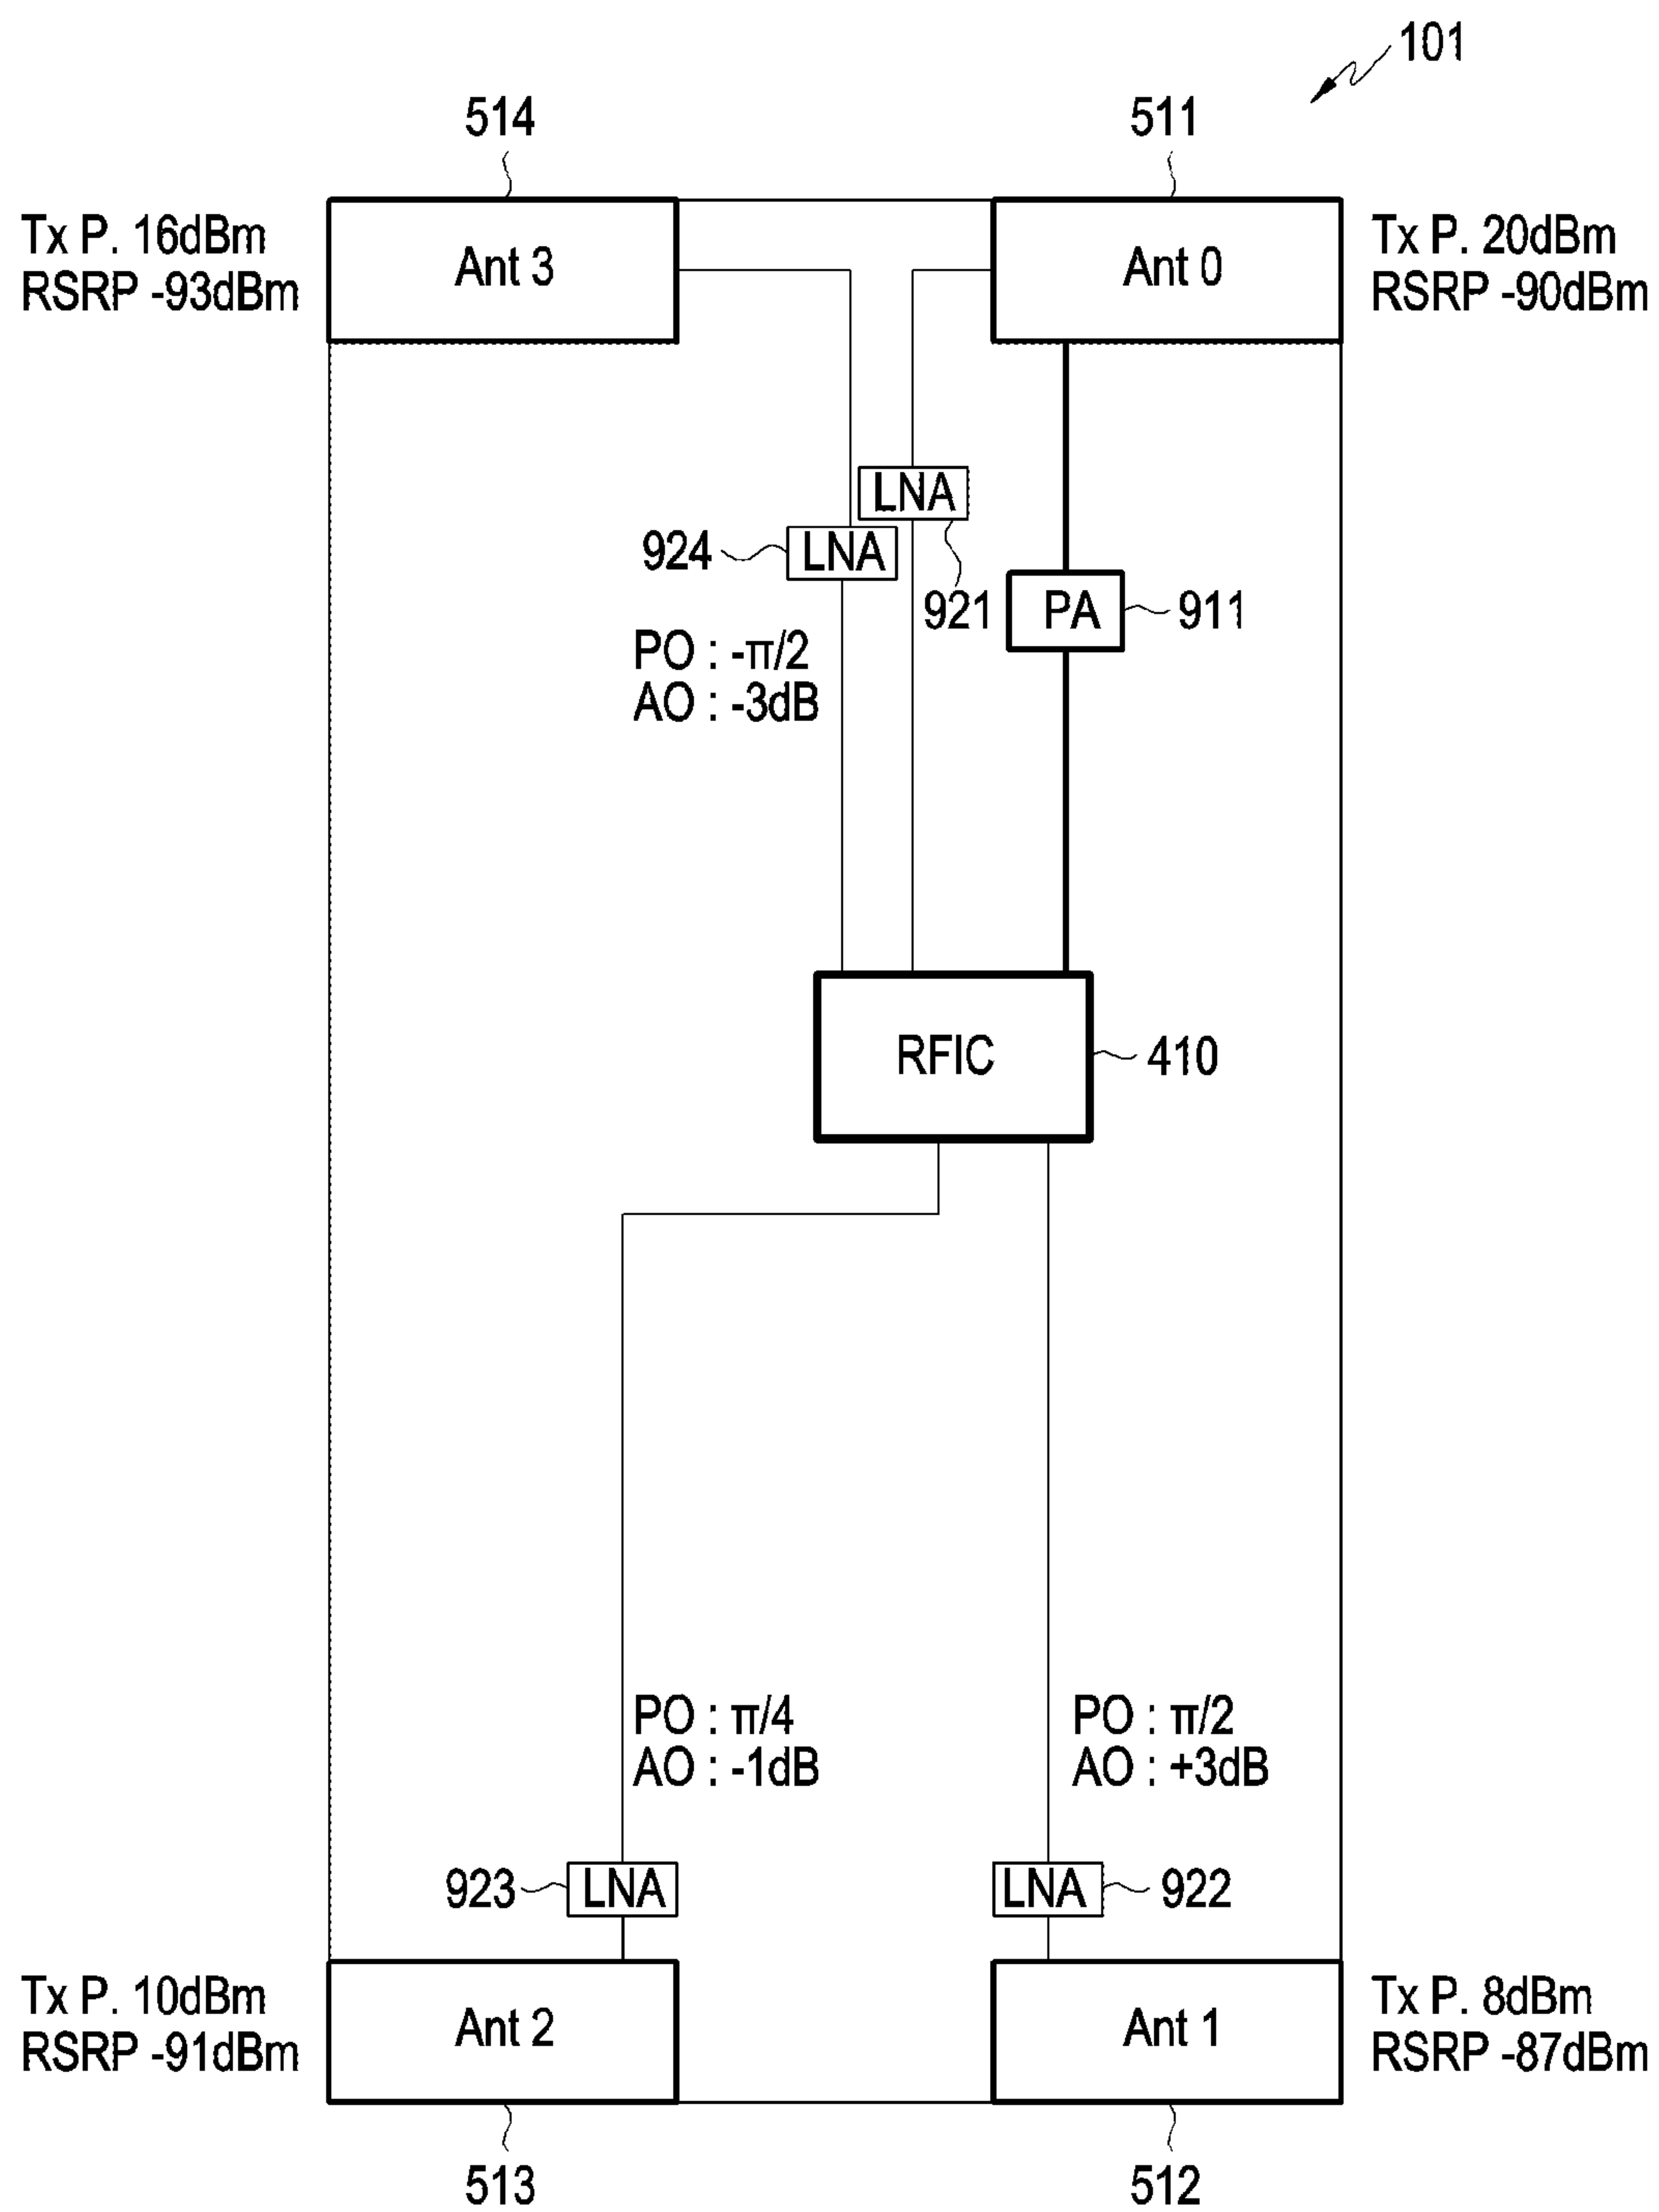 101
514
511
Tx P. 16dBm
RSRP -93dBm
Ant 3
Ant 0
Tx P. 20dBm
RSRP -90dBm
LNA
924
LNA
921
PA
911
PO : -π/2
AO : -3dB
RFIC
410
PO : π/4
AO : -1dB
PO : π/2
AO : +3dB
923
LNA
LNA
922
Tx P. 10dBm
RSRP -91dBm
Ant 2
Ant 1
Tx P. 8dBm
RSRP -87dBm
513
512